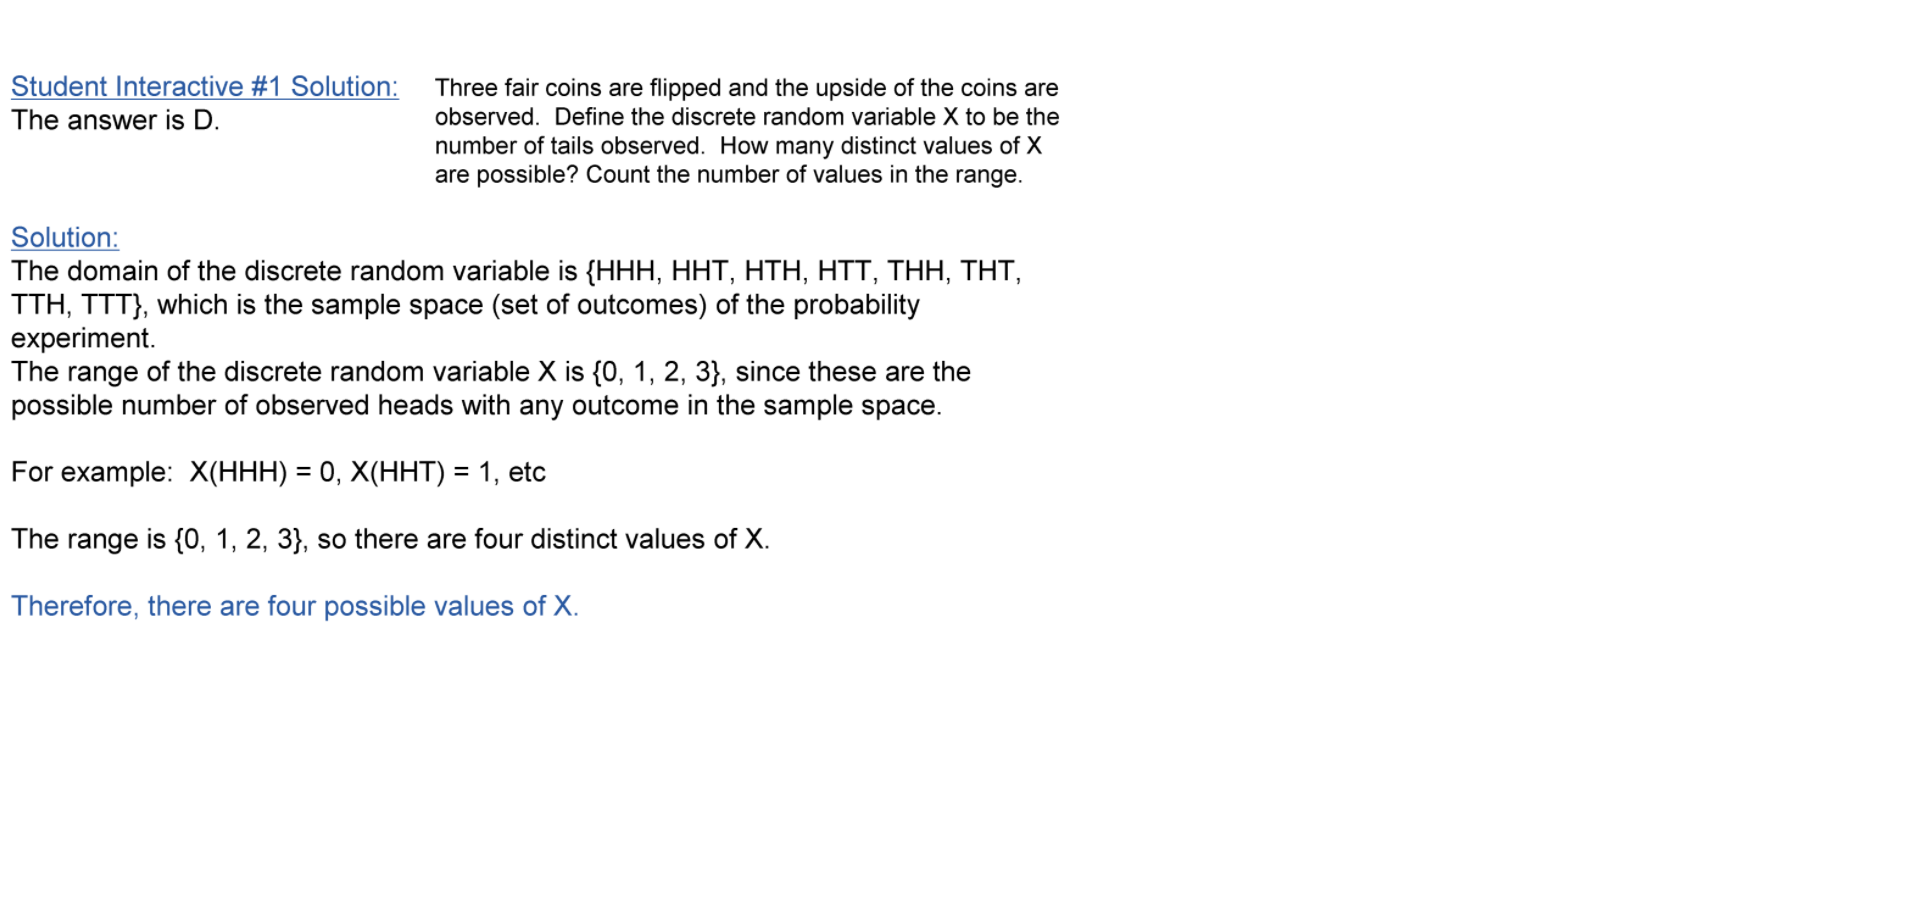 Student Interactive #1 Solution:
The answer is D.
Three fair coins are flipped and the upside of the coins are
observed.  Define the discrete random variable X to be the
number of tails observed.  How many distinct values of X
are possible? Count the number of values in the range.
Solution:
The domain of the discrete random variable is {HHH, HHT, HTH, HTT, THH, THT,
TTH, TTT}, which is the sample space (set of outcomes) of the probability
experiment.
The range of the discrete random variable X is {0, 1, 2, 3}, since these are the
possible number of observed heads with any outcome in the sample space.
For example:  X(HHH) = 0, X(HHT) = 1, etc
The range is {0, 1, 2, 3}, so there are four distinct values of X.
Therefore, there are four possible values of X.